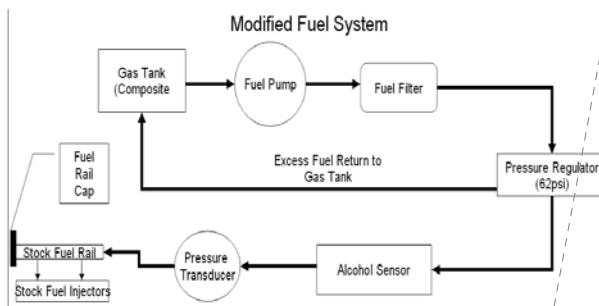 Modified Fuel System
Gas Tank
(Composite
Fuel Pump
Fuel Filter
Fuel
Rail
Cap
Excess Fuel Return to
Gas Tank
Pressure Regulator
(62psi)
Stock Fuel Rail
Pressure
Transducer
Alcohol Sensor
Stock Fuel Injectors